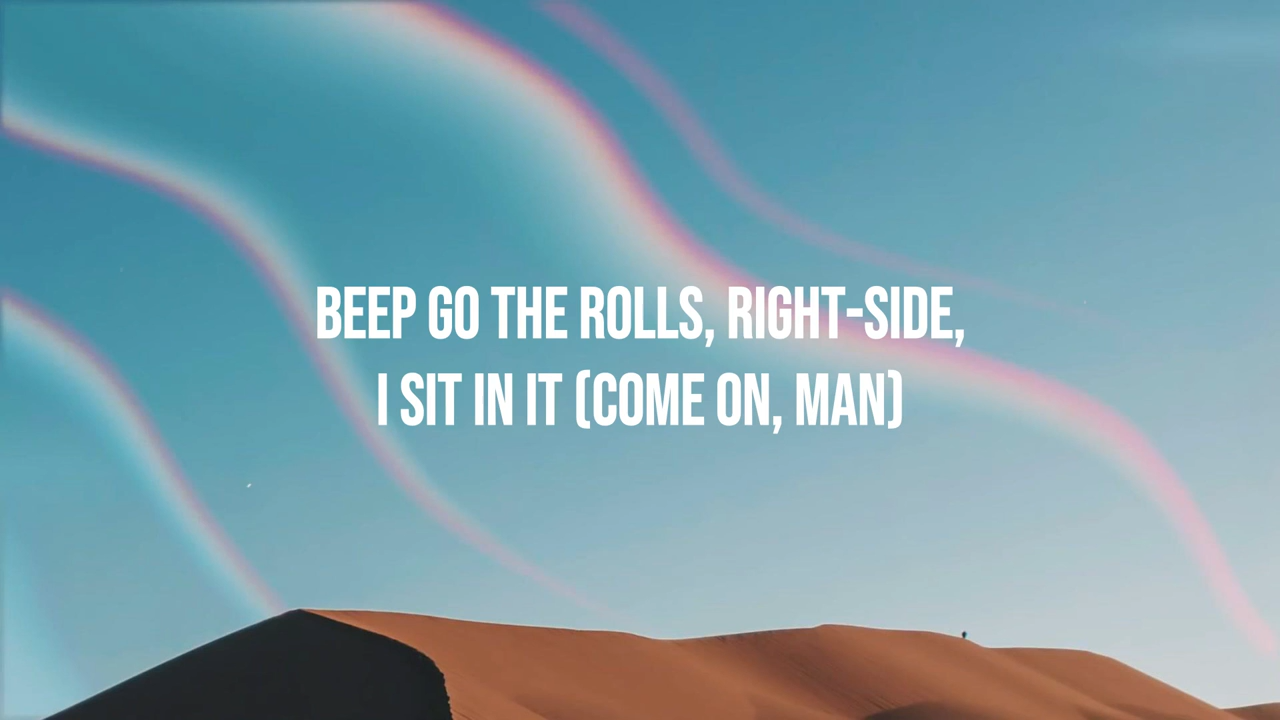 BEEP GO THE ROLLS, RIGHT-SIDE,
I SIT IN IT (COME ON, MAN)